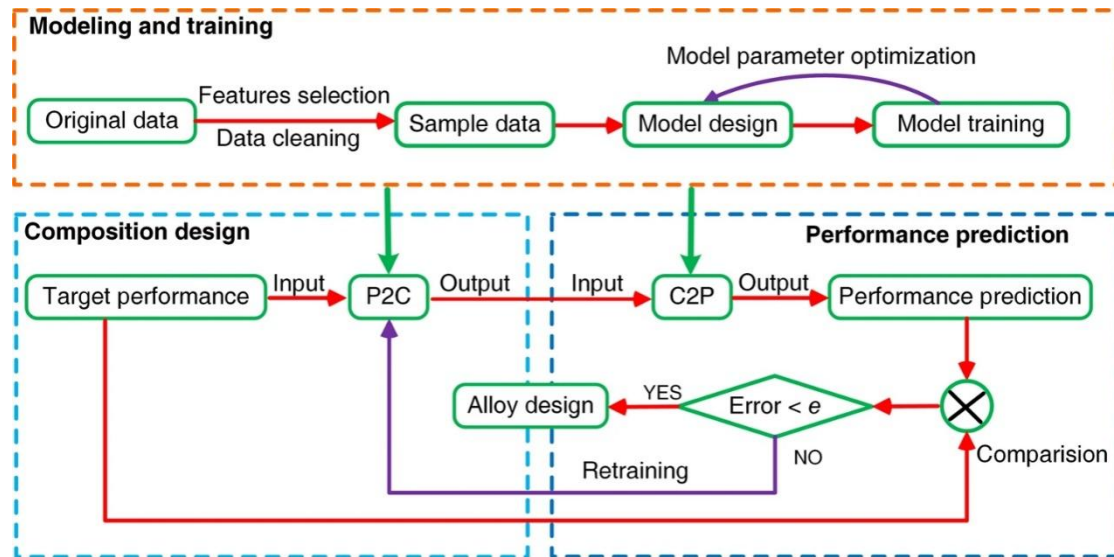 Modeling and training
Model parameter optimization
Original data
Features selection
Data cleaning
Sample data
Model design
Model training
Composition design
Performance prediction
Target performance
Input
P2C
Output
Input
C2P
Output
Performance prediction
Alloy design
YES
Error < e
NO
Comparision
Retraining